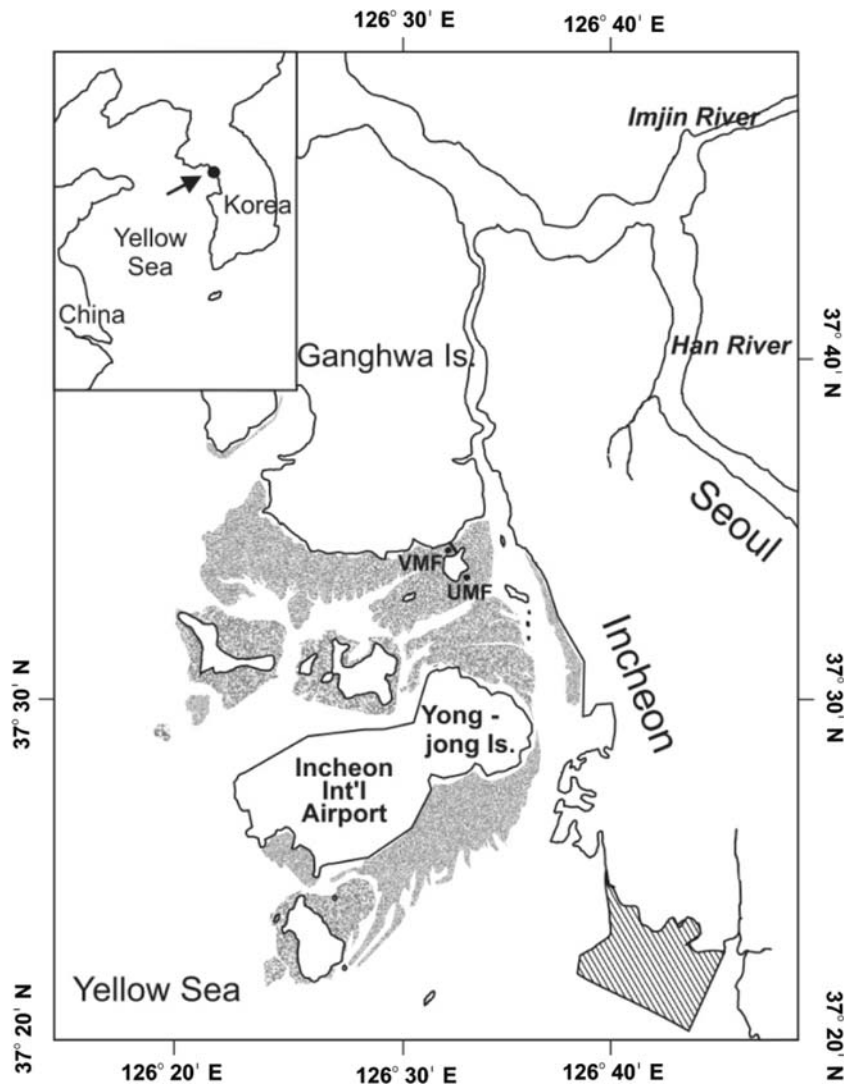 126° 30' E
126° 40' E
Imjin River
Korea
Yellow
Sea
China
Ganghwa Is.
Han River
37° 40' N
Seoul
VMF
UMF
Incheon
37° 30' N
37° 30' N
Yong -
jong Is.
Incheon
Int'l
Airport
Yellow Sea
37° 20' N
37° 20' N
126° 20' E
126° 30' E
126° 40' E